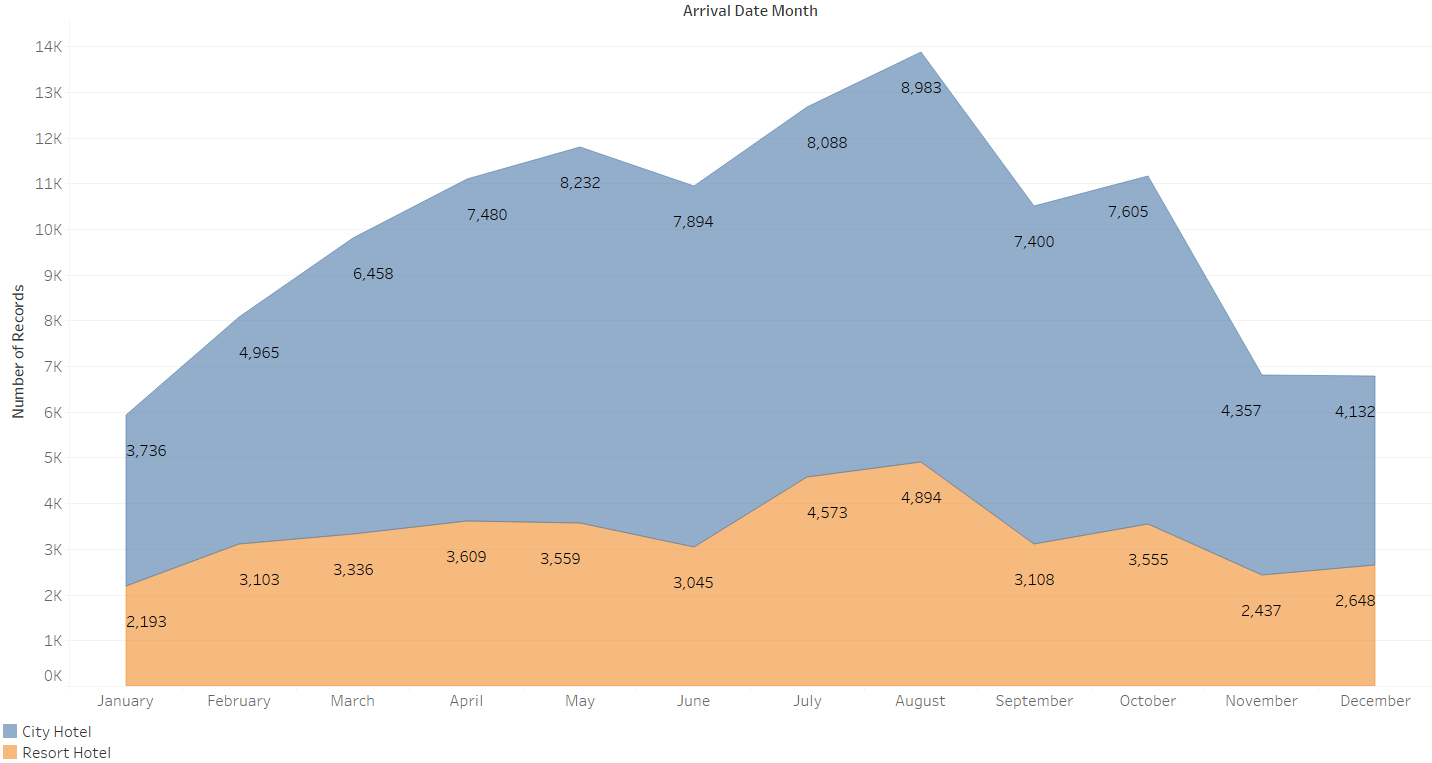 Arrival Date Month
14K
13K
12K
11K
10K
9K
8K
7K
6K
5K
4K
3K
2K
1K
0K
Number of Records
8,983
8,088
8,232
7,605
7,480
7,894
7,400
6,458
4,965
4,357
4,132
3,736
4,894
4,573
3,609
3,559
3,555
3,336
3,103
3,045
3,108
2,648
2,437
2,193
January February March April May June July August September October November December
City Hotel
Resort Hotel